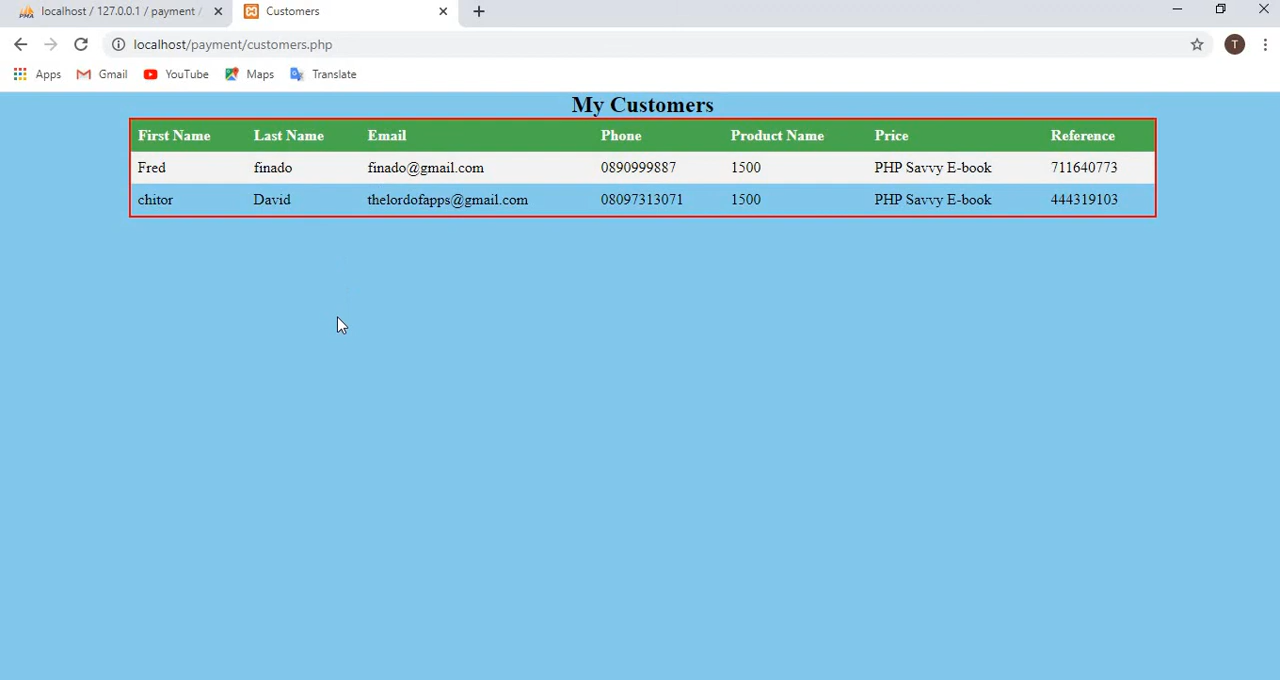 localhost / 127.0.0.1 / payment / Customers
localhost/payment/customers.php T
Apps Gmail YouTube Maps Translate
My Customers
First Name Last Name Email Phone Product Name Price Reference
Fred finado finado@gmail.com 0890999887 1500 PHP Savvy E-book 711640773
chitor David thelordofapps@gmail.com 08097313071 1500 PHP Savvy E-book 444319103